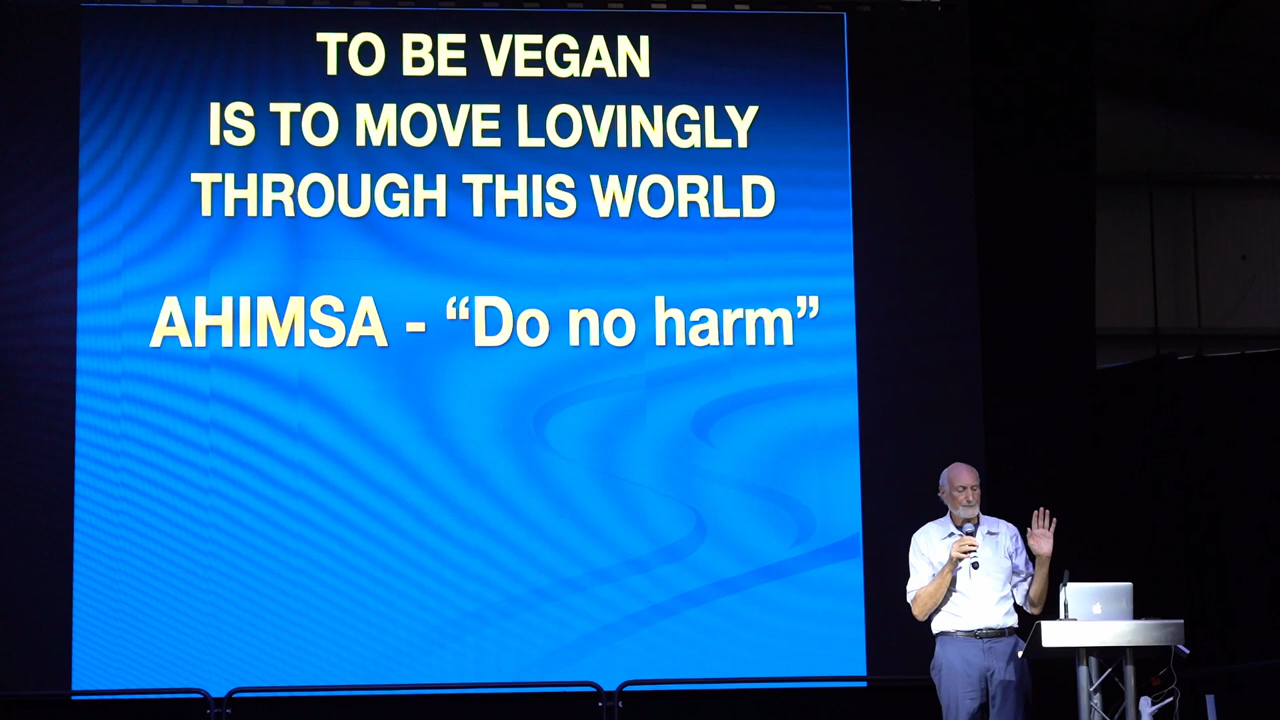 TO BE VEGAN
IS TO MOVE LOVINGLY
THROUGH THIS WORLD
AHIMSA - “Do no harm”